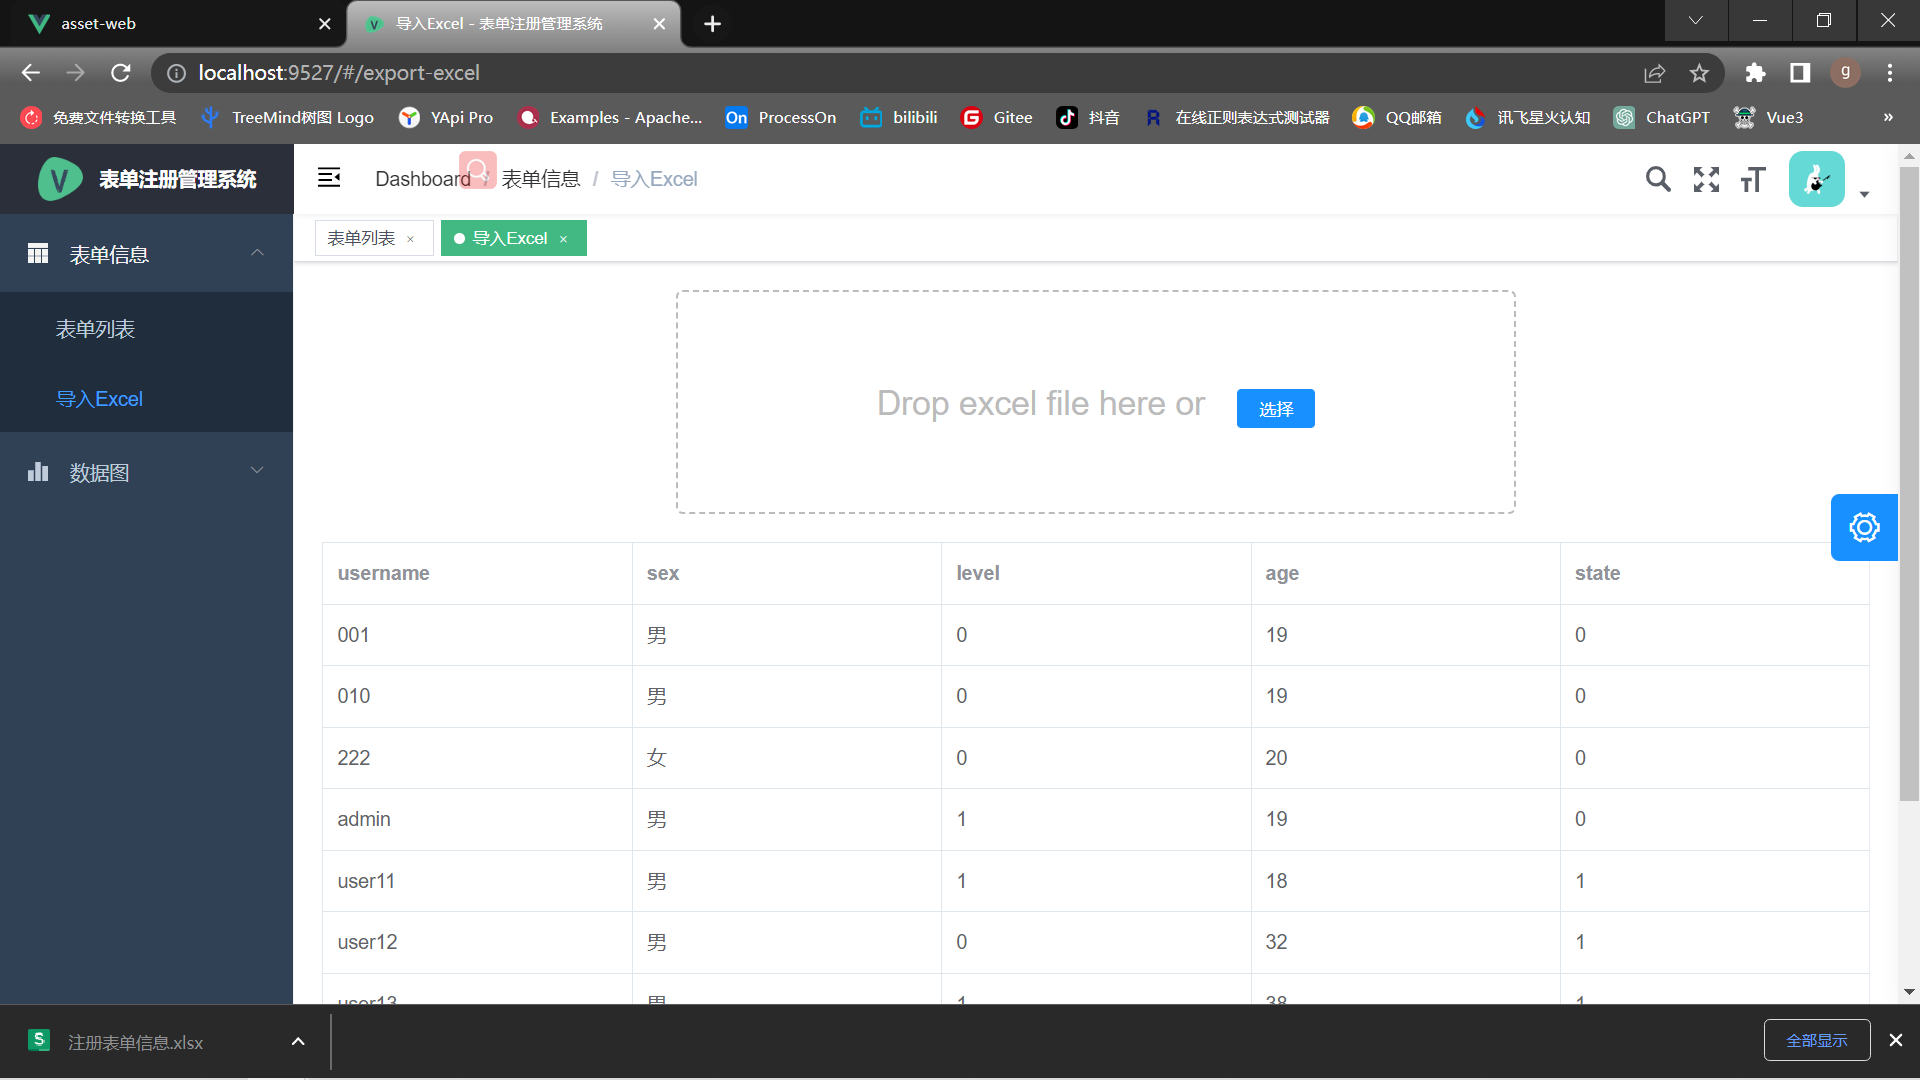 asset-web
导入Excel - 表单注册管理系统
localhost:9527/#/export-excel
g
免费文件转换工具
TreeMind树图 Logo
YApi Pro
Examples - Apache...
On ProcessOn
bilibili
G Gitee
抖音
R 在线正则表达式测试器
QQ邮箱
讯飞星火认知
ChatGPT
Vue3
»
V 表单注册管理系统
Dashboard / 表单信息 / 导入Excel
表单列表 ×
导入Excel ×
表单信息
表单列表
导入Excel
数据图
Drop excel file here or 选择
username sex level age state
001 男 0 19 0
010 男 0 19 0
222 女 0 20 0
admin 男 1 19 0
user11 男 1 18 1
user12 男 0 32 1
user13 男 1 38 1
S 注册表单信息.xlsx
全部显示